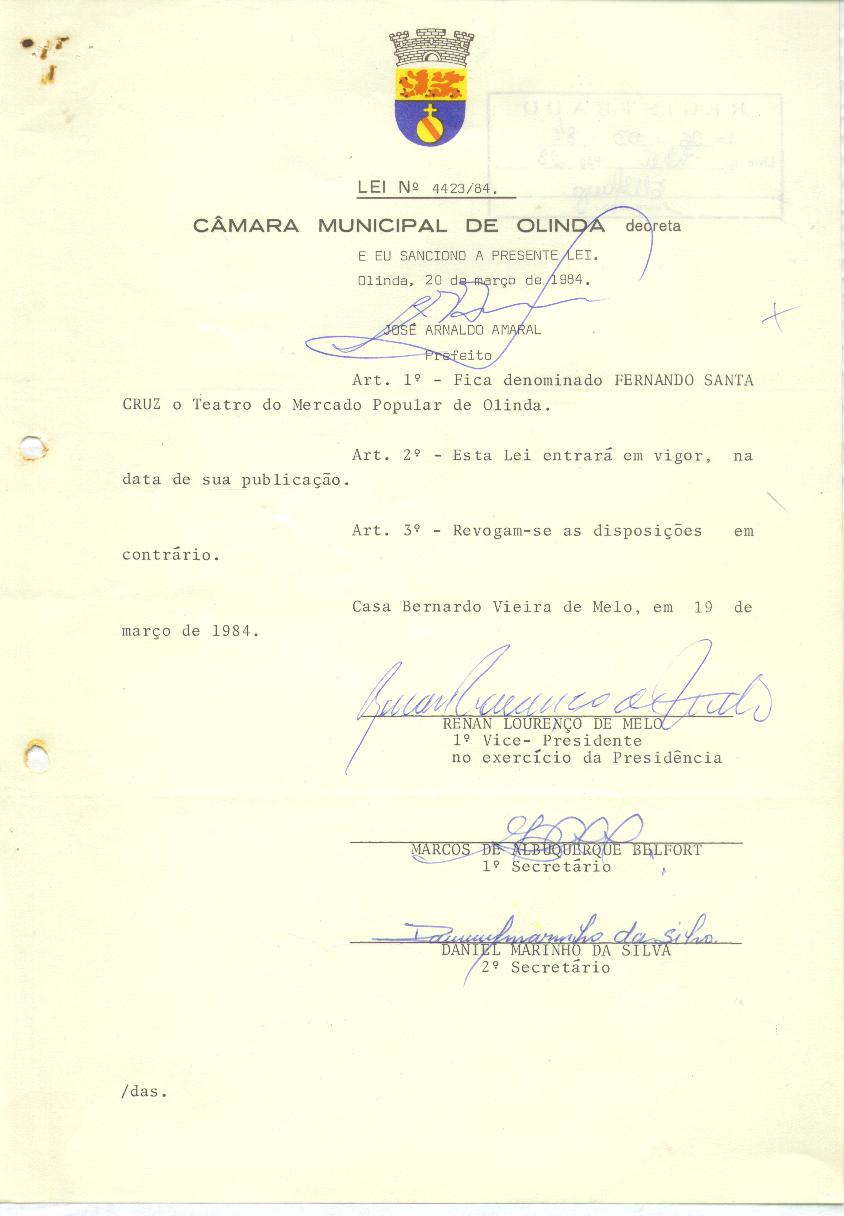 LEI Nº 4423/84.
CÂMARA MUNICIPAL DE OLINDA decreta
E EU SANCIONO A PRESENTE LEI.
Olinda, 20 de março de 1984.
JOSÉ ARNALDO AMARAL
Prefeito
Art. 1º - Fica denominado FERNANDO SANTA
CRUZ o Teatro do Mercado Popular de Olinda.
Art. 2º - Esta Lei entrará em vigor, na
data de sua publicação.
Art. 3º - Revogam-se as disposições em
contrário.
Casa Bernardo Vieira de Melo, em 19 de
março de 1984.
RENAN LOURENÇO DE MELO
1º Vice- Presidente
no exercício da Presidência
MARCOS DE ALBUQUERQUE BELFORT
1º Secretário
Daniel Marinho da Silva
DANIEL MARINHO DA SILVA
2º Secretário
/das.